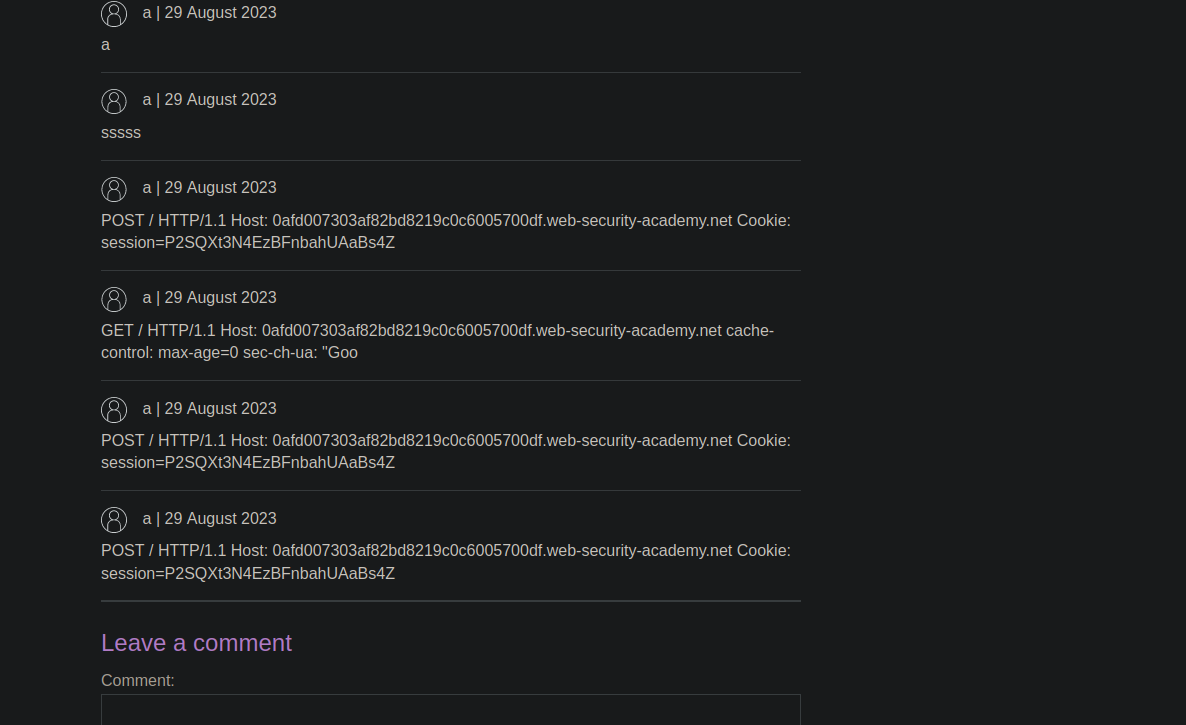 a | 29 August 2023
a
a | 29 August 2023
sssss
a | 29 August 2023
POST / HTTP/1.1 Host: 0afd007303af82bd8219c0c6005700df.web-security-academy.net Cookie:
session=P2SQXt3N4EzBFnbahUAaBs4Z
a | 29 August 2023
GET / HTTP/1.1 Host: 0afd007303af82bd8219c0c6005700df.web-security-academy.net cache-
control: max-age=0 sec-ch-ua: "Goo
a | 29 August 2023
POST / HTTP/1.1 Host: 0afd007303af82bd8219c0c6005700df.web-security-academy.net Cookie:
session=P2SQXt3N4EzBFnbahUAaBs4Z
a | 29 August 2023
POST / HTTP/1.1 Host: 0afd007303af82bd8219c0c6005700df.web-security-academy.net Cookie:
session=P2SQXt3N4EzBFnbahUAaBs4Z
Leave a comment
Comment: